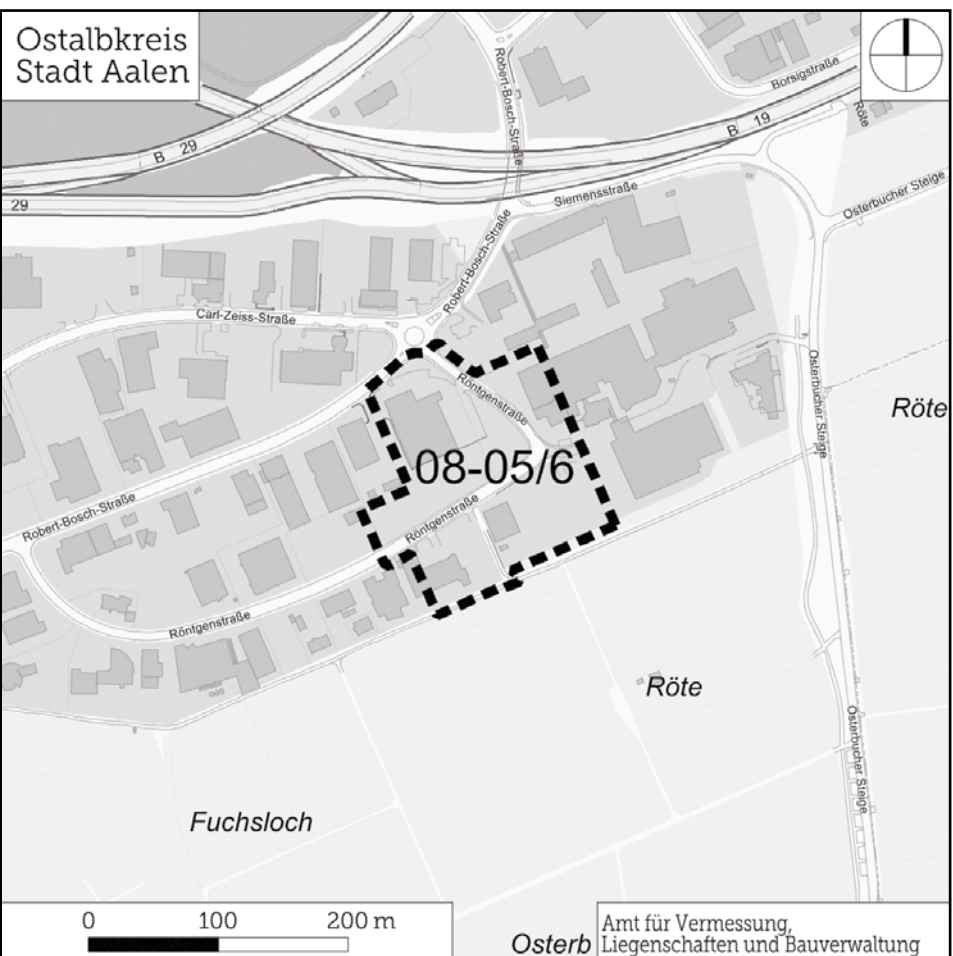 Ostalbkreis
Stadt Aalen
Borsigstraße
Robert-Bosch-Straße
B 19
Röte
B 29
29
Siemensstraße
Osterbucher Steige
Robert-Bosch-Straße
Carl-Zeiss-Straße
Röntgenstraße
Osterbucher Steige
Röte
08-05/6
Robert-Bosch-Straße
Röntgenstraße
Röntgenstraße
Röte
Osterbucher Steige
Fuchsloch
0 100 200 m
Osterb
Amt für Vermessung,
Liegenschaften und Bauverwaltung